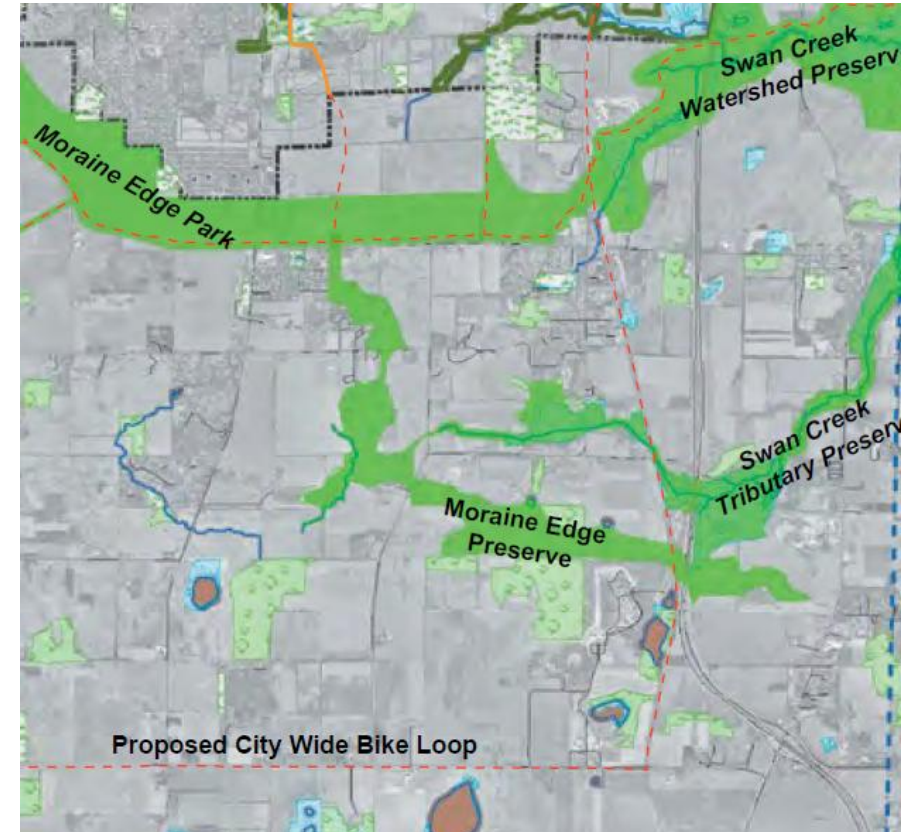 Swan Creek
Watershed Preserv
Moraine Edge Park
Swan Creek
Tributary Preserv
Moraine Edge
Preserve
Proposed City Wide Bike Loop